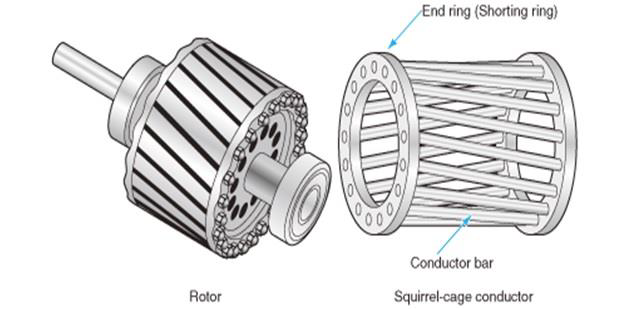 End ring (Shorting ring)
Conductor bar
Rotor
Squirrel-cage conductor